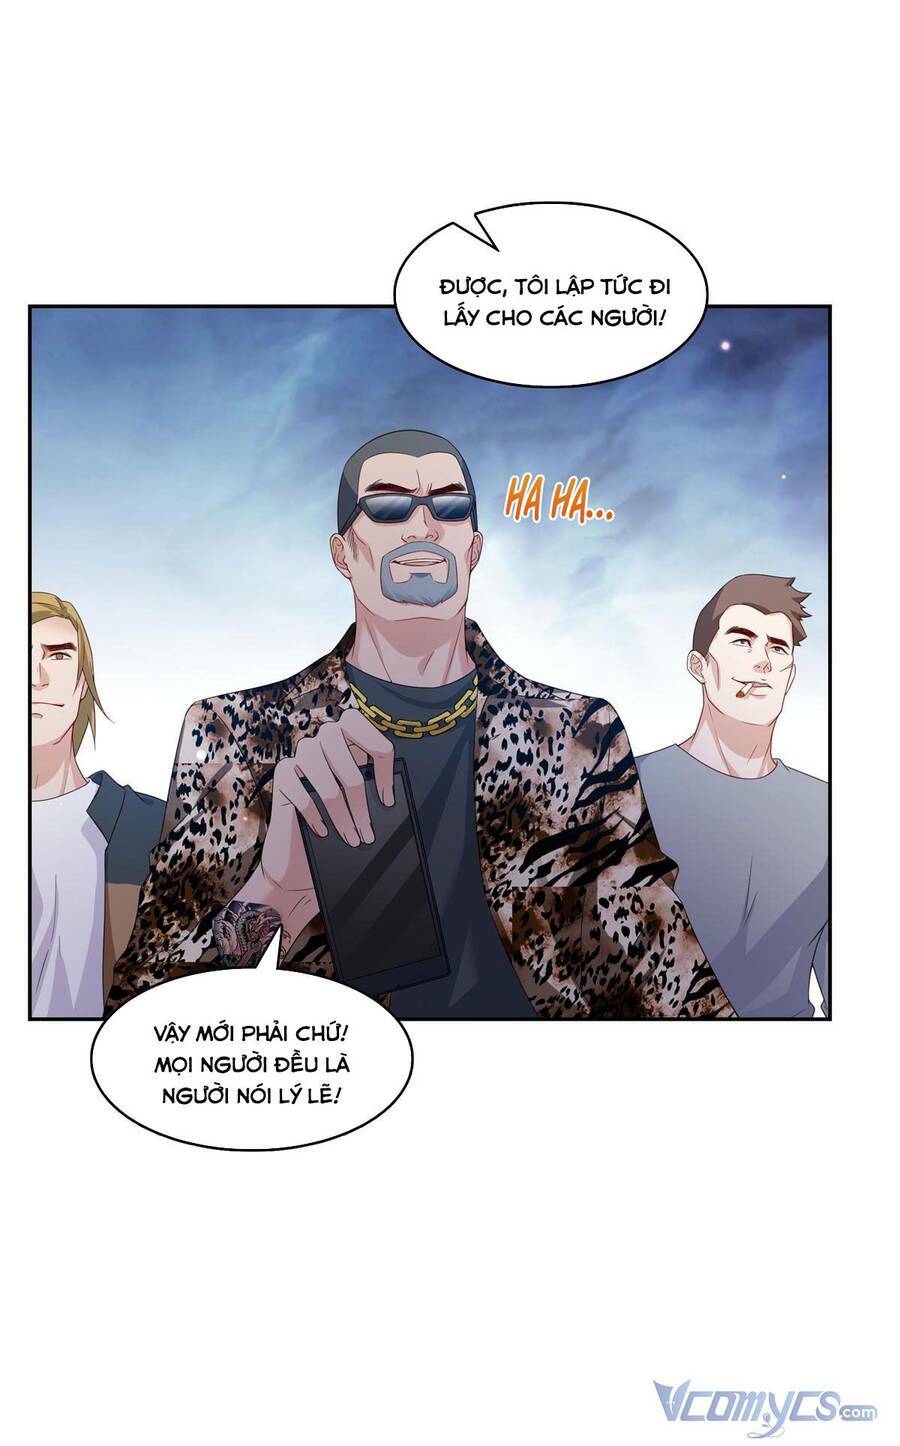 ĐƯỢC, TÔI LẬP TỨC ĐI
LẤY CHO CÁC NGƯỜI!
HA HA...
VẬY MỚI PHẢI CHỨ!
MỌI NGƯỜI ĐỀU LÀ
NGƯỜI NÓI LÝ LẼ!
VCOMYCS.com